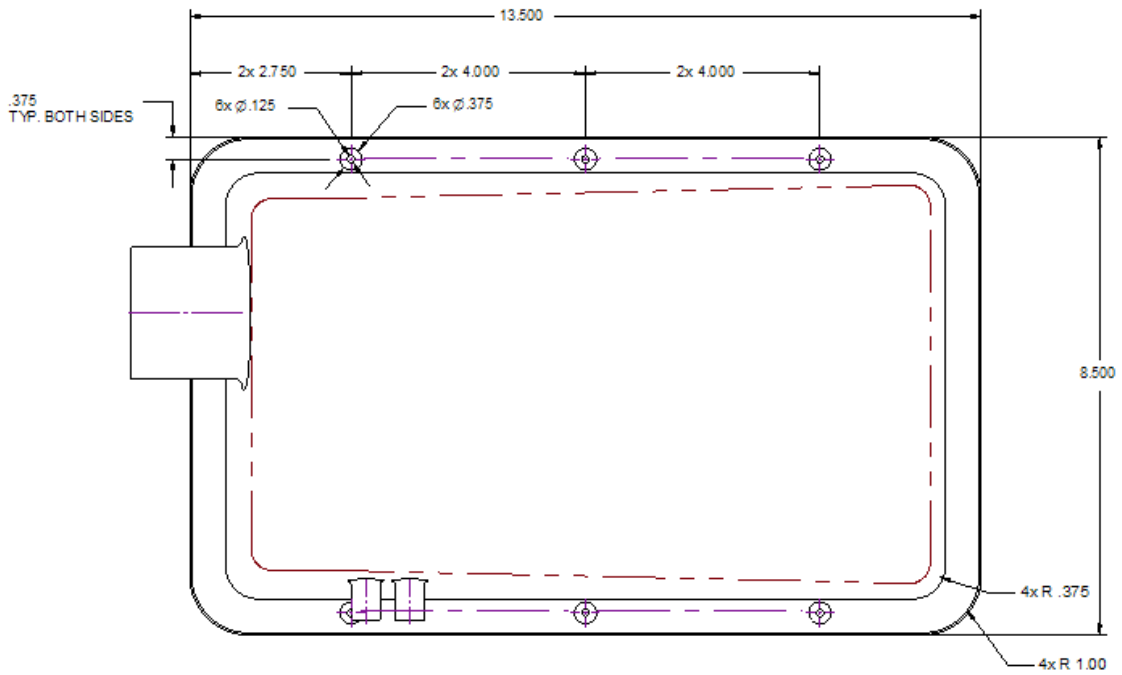 13.500
2x 2.750
2x 4.000
2x 4.000
.375
TYP. BOTH SIDES
6x Ø.125
6x Ø.375
8.500
4x R .375
4x R 1.00